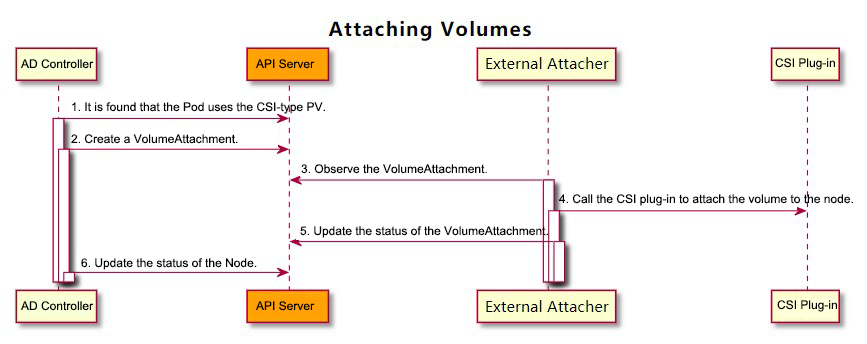 Attaching Volumes
AD Controller
API Server
External Attacher
CSI Plug-in
1. It is found that the Pod uses the CSI-type PV.
2. Create a VolumeAttachment.
3. Observe the VolumeAttachment.
4. Call the CSI plug-in to attach the volume to the node.
5. Update the status of the VolumeAttachment.
6. Update the status of the Node.
AD Controller
API Server
External Attacher
CSI Plug-in